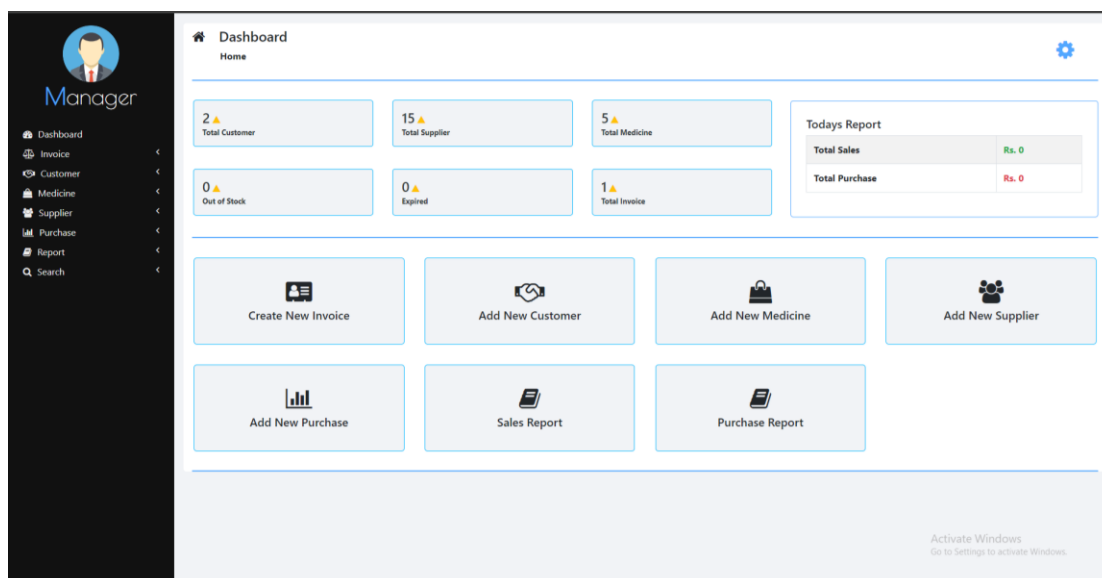 Manager
Dashboard
Invoice
Customer
Medicine
Supplier
Purchase
Report
Search
Dashboard
Home
2
Total Customer
15
Total Supplier
5
Total Medicine
0
Out of Stock
0
Expired
1
Total Invoice
Todays Report
Total Sales Rs. 0
Total Purchase Rs. 0
Create New Invoice
Add New Customer
Add New Medicine
Add New Supplier
Add New Purchase
Sales Report
Purchase Report
Activate Windows
Go to Settings to activate Windows.